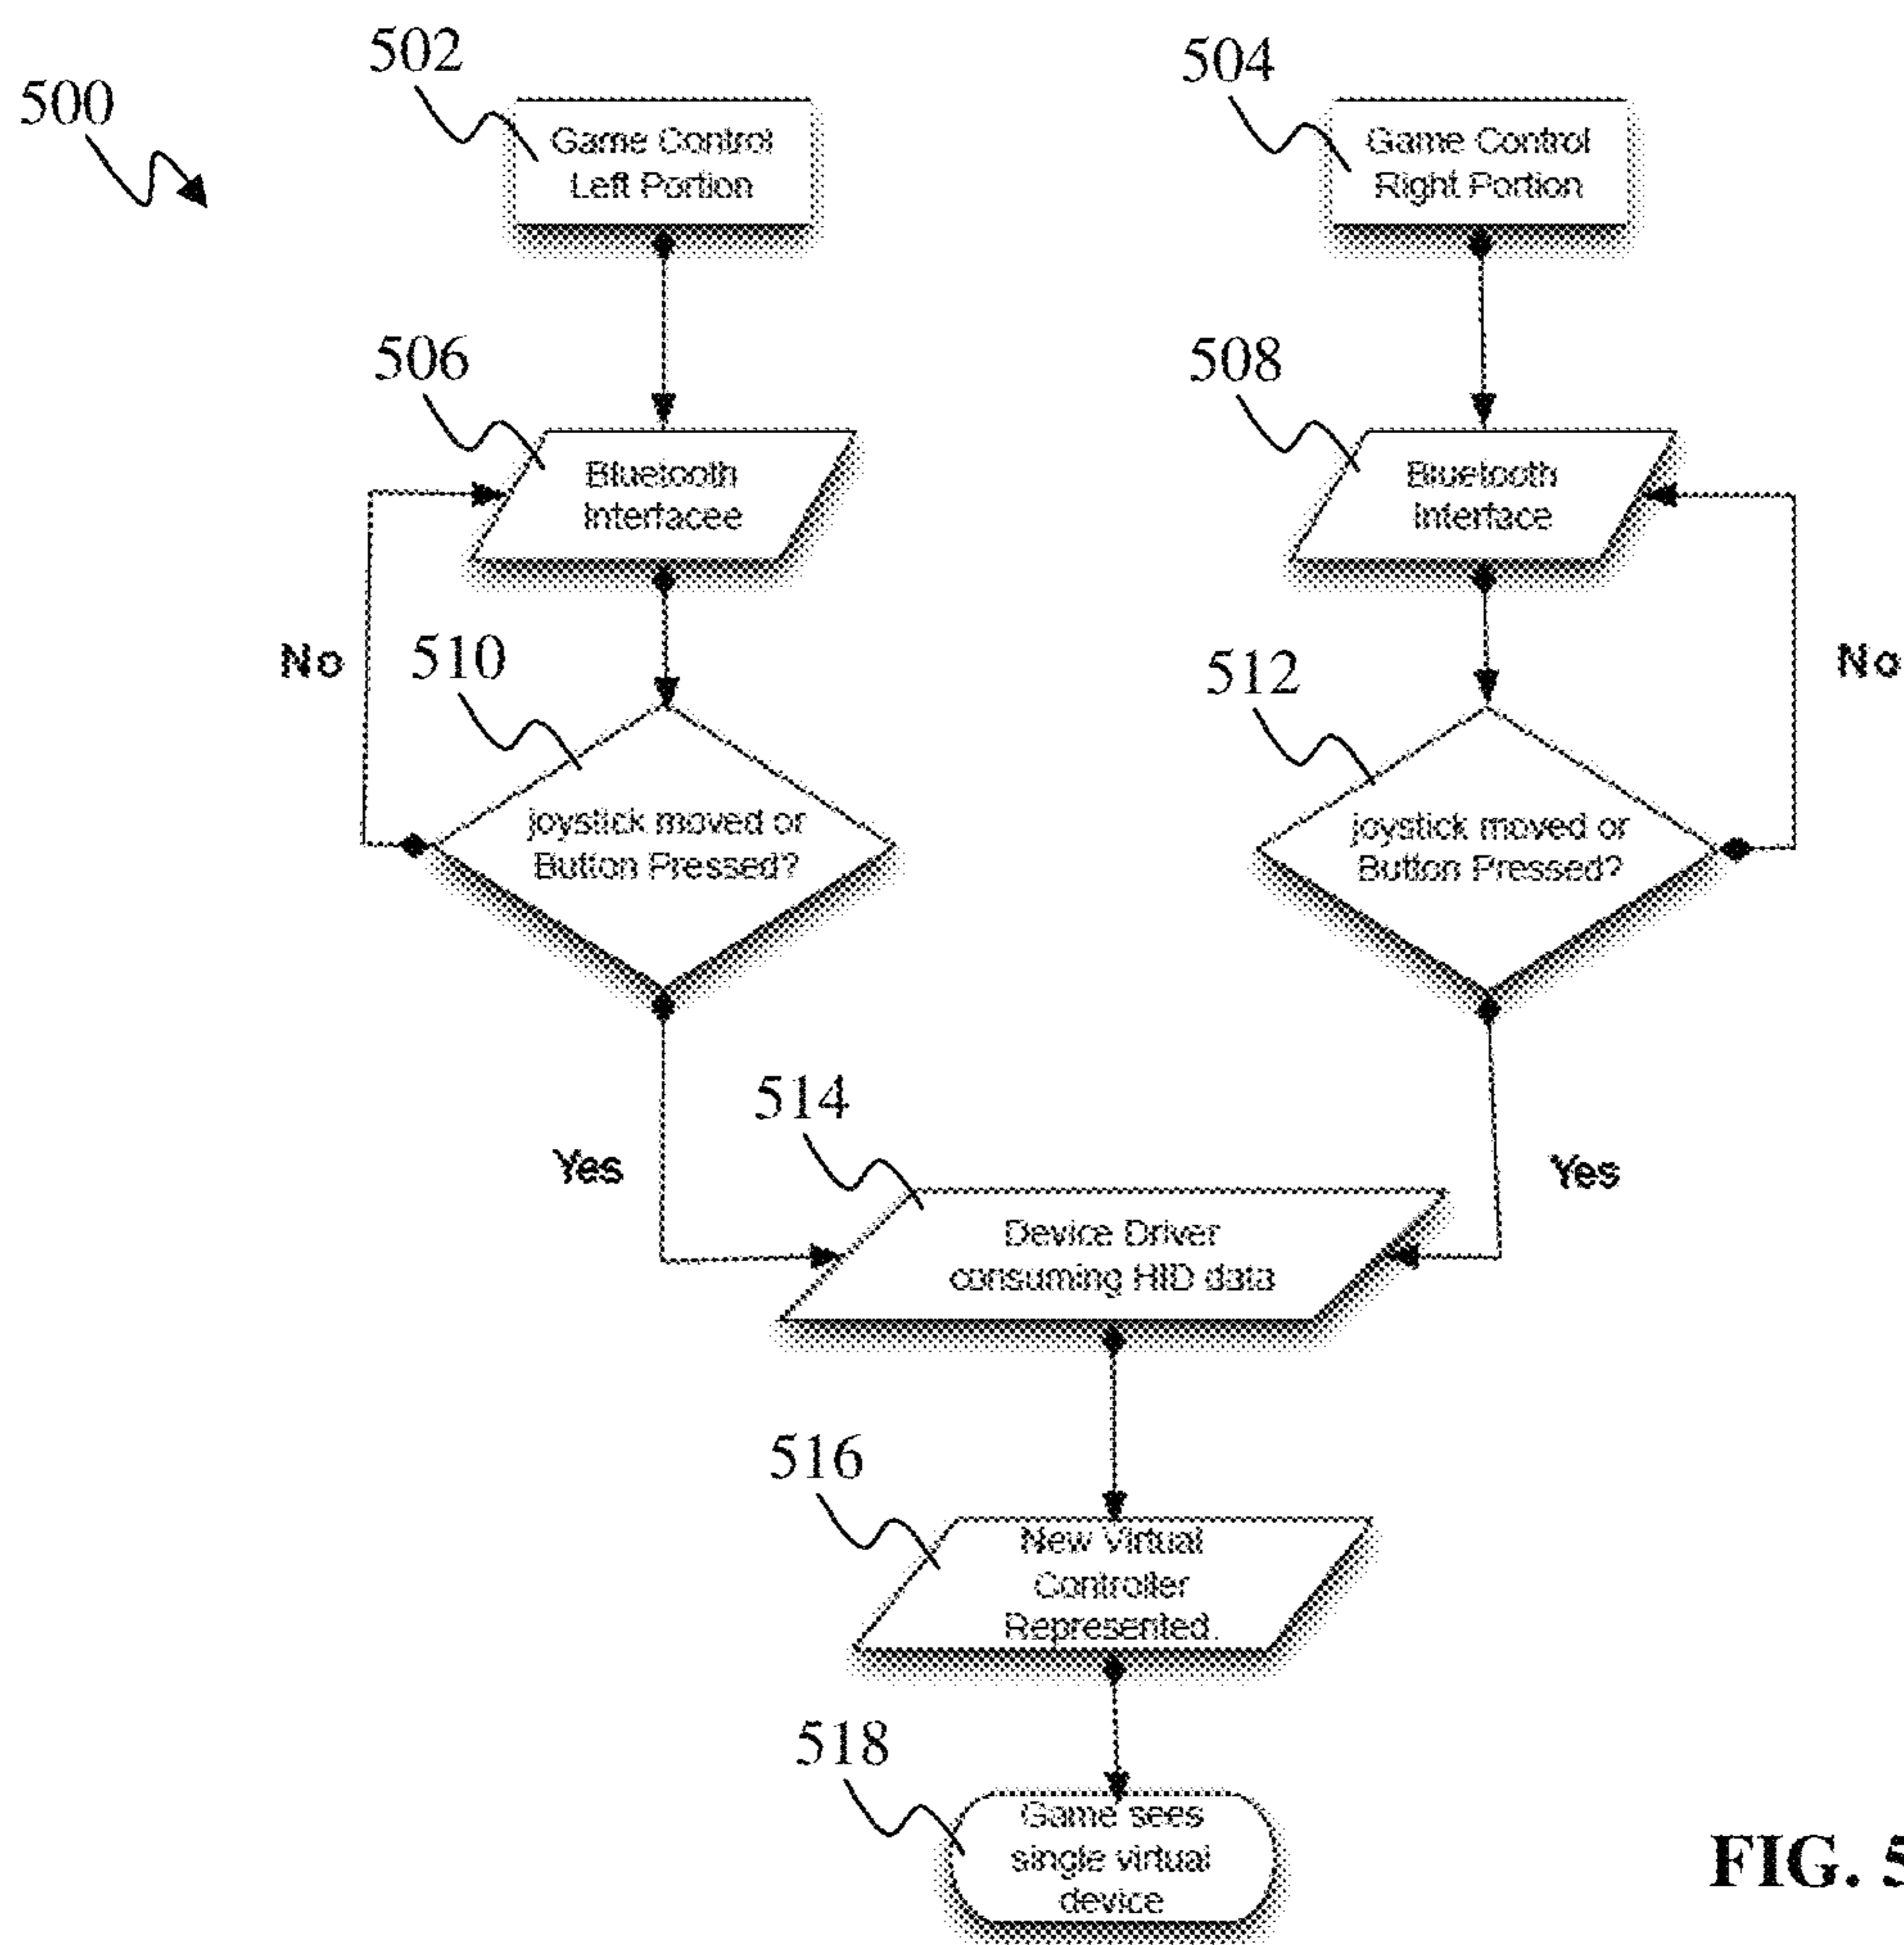 500
502
504
Game Control
Left Portion
Game Control
Right Portion
506
508
Bluetooth
Interfacee
Bluetooth
Interface
No
510
512
No
joystick moved or
Button Pressed?
joystick moved or
Button Pressed?
514
Yes
Yes
Device Driver
consuming HID data
516
New Virtual
Controller
Represented.
518
Game sees
single virtual
device
FIG. 5